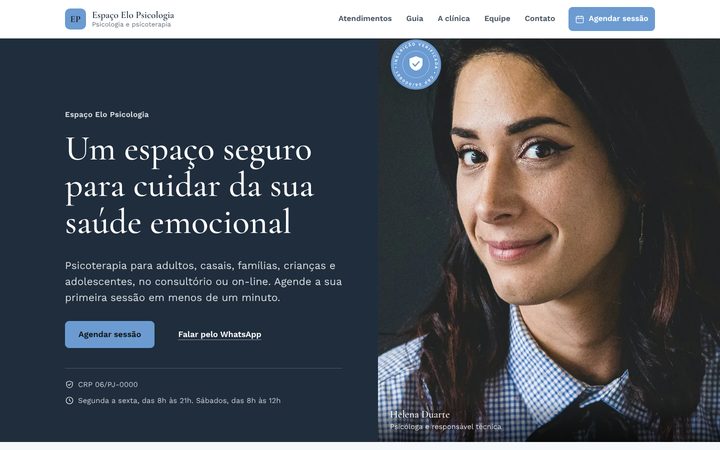 EP
Espaço Elo Psicologia
Psicologia e psicoterapia
Atendimentos
Guia
A clínica
Equipe
Contato
Agendar sessão
INSCRIÇÃO VERIFICADA
Espaço Elo Psicologia
Um espaço seguro
para cuidar da sua
saúde emocional
Psicoterapia para adultos, casais, famílias, crianças e
adolescentes, no consultório ou on-line. Agende a sua
primeira sessão em menos de um minuto.
Agendar sessão
Falar pelo WhatsApp
CRP 06/PJ-0000
Segunda a sexta, das 8h às 21h. Sábados, das 8h às 12h
Helena Duarte
Psicóloga e responsável técnica